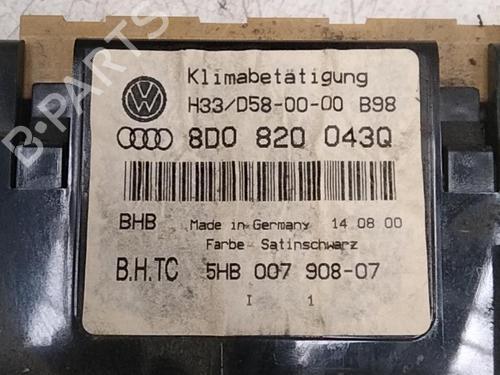 Klimabetätigung
H33/D58-00-00 B98
8D0 820 043Q
BHB Made in Germany 14.08 00
Farbe - Satinschwarz
B.H.TC 5HB 007 908-07
I 1
B-PARTS